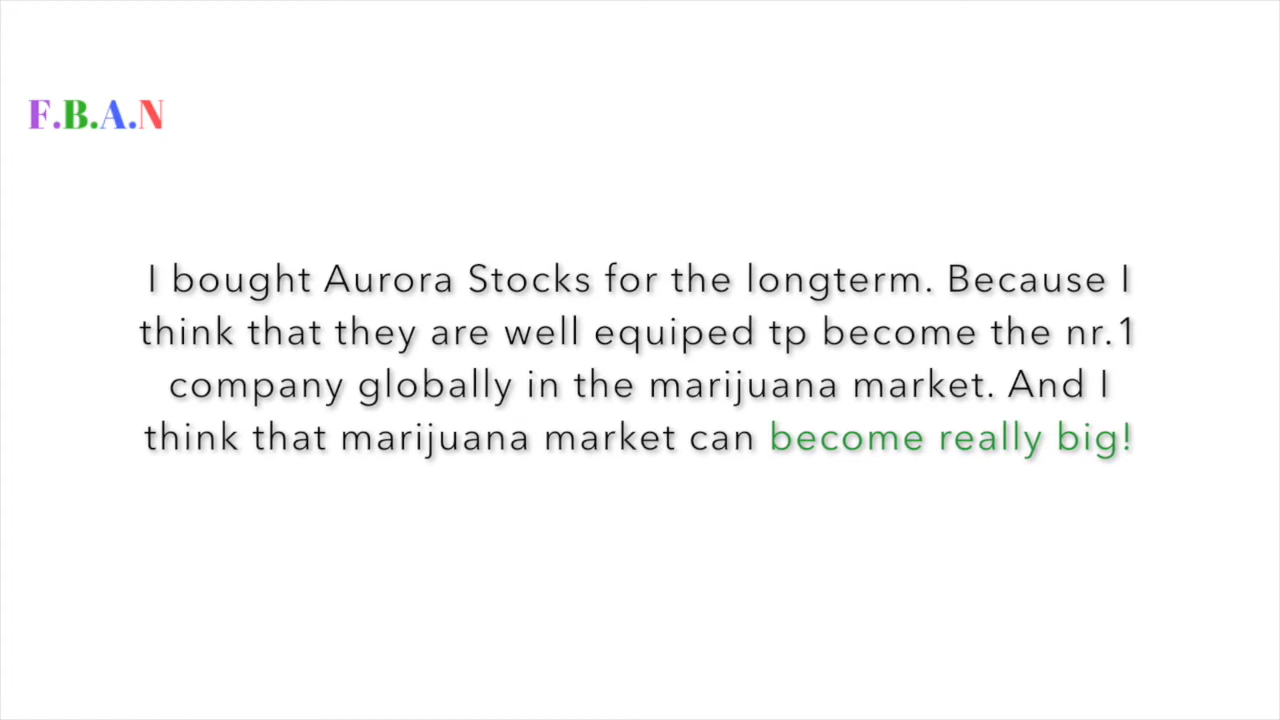 F.B.A.N
I bought Aurora Stocks for the longterm. Because I
think that they are well equiped tp become the nr.1
company globally in the marijuana market. And I
think that marijuana market can become really big!